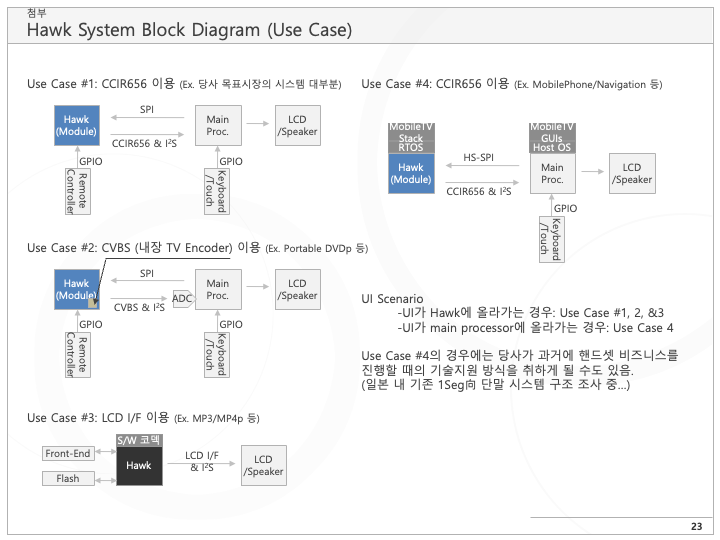 첨부
Hawk System Block Diagram (Use Case)
Use Case #1: CCIR656 이용 (Ex. 당사 목표시장의 시스템 대부분)
Hawk
(Module)
SPI
CCIR656 & I²S
Main
Proc.
LCD
/Speaker
GPIO
GPIO
Remote
Controller
Keyboard
/Touch
Use Case #2: CVBS (내장 TV Encoder) 이용 (Ex. Portable DVDp 등)
Hawk
(Module)
SPI
CVBS & I²S
ADC
Main
Proc.
LCD
/Speaker
GPIO
GPIO
Remote
Controller
Keyboard
/Touch
Use Case #3: LCD I/F 이용 (Ex. MP3/MP4p 등)
Front-End
Flash
S/W 코덱
Hawk
LCD I/F
& I²S
LCD
/Speaker
Use Case #4: CCIR656 이용 (Ex. MobilePhone/Navigation 등)
MobileTV
Stack
RTOS
Hawk
(Module)
HS-SPI
CCIR656 & I²S
MobileTV
GUIs
Host OS
Main
Proc.
LCD
/Speaker
GPIO
Keyboard
/Touch
UI Scenario
-UI가 Hawk에 올라가는 경우: Use Case #1, 2, &3
-UI가 main processor에 올라가는 경우: Use Case 4
Use Case #4의 경우에는 당사가 과거에 핸드셋 비즈니스를
진행할 때의 기술지원 방식을 취하게 될 수도 있음.
(일본 내 기존 1Seg向 단말 시스템 구조 조사 중...)
23